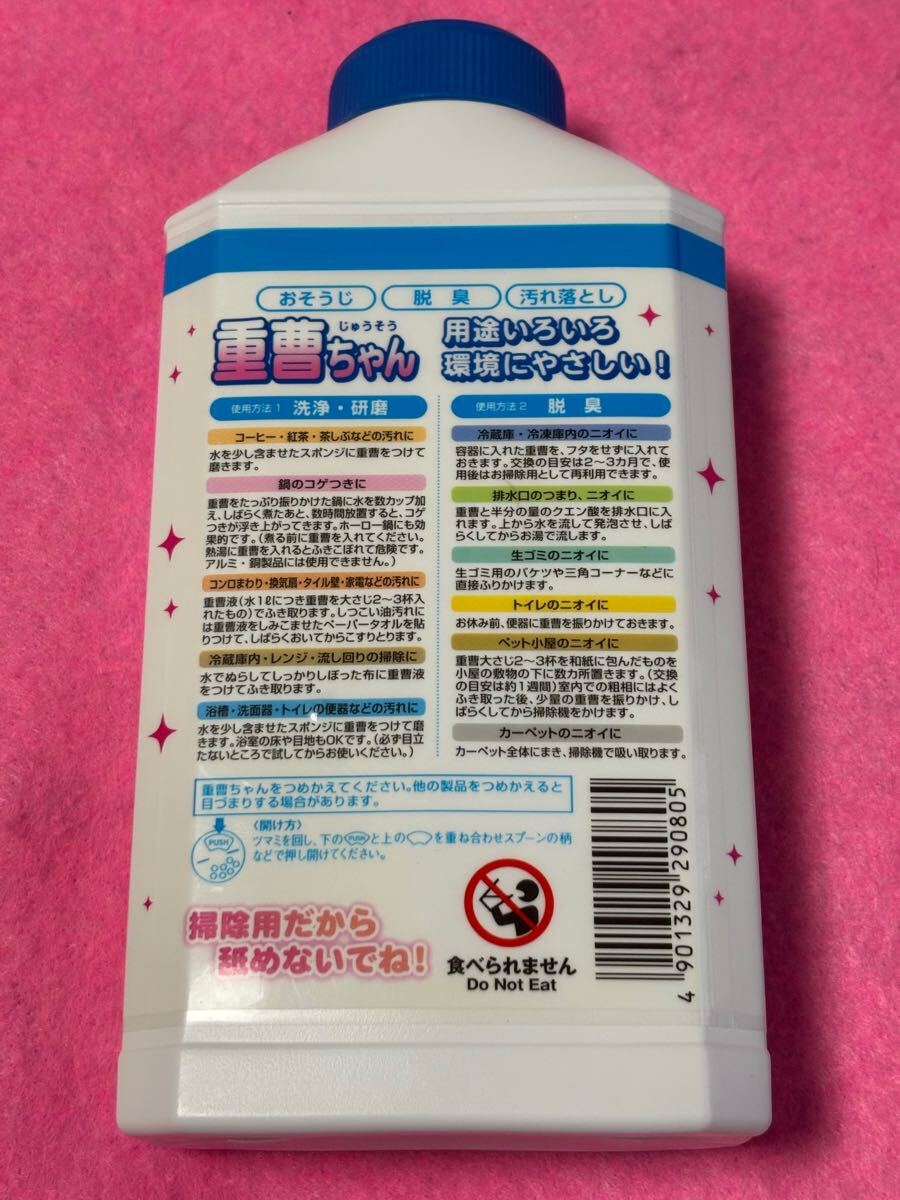 おそうじ
脱臭
汚れ落とし
じゅうそう
重曹ちゃん
用途いろいろ
環境にやさしい!
使用方法1 洗浄・研磨
コーヒー・紅茶・茶しぶなどの汚れに
水を少し含ませたスポンジに重曹をつけて
磨きます。
鍋のコゲつきに
重曹をたっぷり振りかけた鍋に水を数カップ加
え、しばらく煮たあと、数時間放置すると、コゲ
つきが浮き上がってきます。ホーロー鍋にも効
果的です。(煮る前に重曹を入れてください。
熱湯に重曹を入れるとふきこぼれて危険です。
アルミ・銅製品には使用できません。)
コンロまわり・換気扇・タイル壁・家電などの汚れに
重曹液(水1ℓにつき重曹を大さじ2〜3杯入
れたもの)でふき取ります。しつこい油汚れに
は重曹液をしみこませたペーパータオルを貼
りつけて、しばらくおいてからこすりとります。
冷蔵庫内・レンジ・流し回りの掃除に
水でぬらしてしっかりしぼった布に重曹液
をつけてふき取ります。
浴槽・洗面器・トイレの便器などの汚れに
水を少し含ませたスポンジに重曹をつけて磨
きます。浴室の床や目地もOKです。(必ず目立
たないところで試してからお使いください。)
使用方法2 脱臭
冷蔵庫・冷凍庫内のニオイに
容器に入れた重曹を、フタをせずに入れて
おきます。交換の目安は2〜3カ月で、使
用後はお掃除用として再利用できます。
排水口のつまり、ニオイに
重曹と半分の量のクエン酸を排水口に入
れます。上から水を流して発泡させ、しば
らくしてからお湯で流します。
生ゴミのニオイに
生ゴミ用のバケツや三角コーナーなどに
直接ふりかけます。
トイレのニオイに
お休み前、便器に重曹を振りかけておきます。
ペット小屋のニオイに
重曹大さじ2〜3杯を和紙に包んだものを
小屋の敷物の下に数カ所置きます。(交換
の目安は約1週間)室内での粗相にはよく
ふき取った後、少量の重曹を振りかけ、し
ばらくしてから掃除機をかけます。
カーペットのニオイに
カーペット全体にまき、掃除機で吸い取ります。
重曹ちゃんをつめかえてください。他の製品をつめかえると
目づまりする場合があります。
PUSH
〈開け方〉
ツマミを回し、下のPUSHと上の を重ね合わせスプーンの柄
などで押し開けてください。
掃除用だから
舐めないでね!
食べられません
Do Not Eat
4 901329 290805